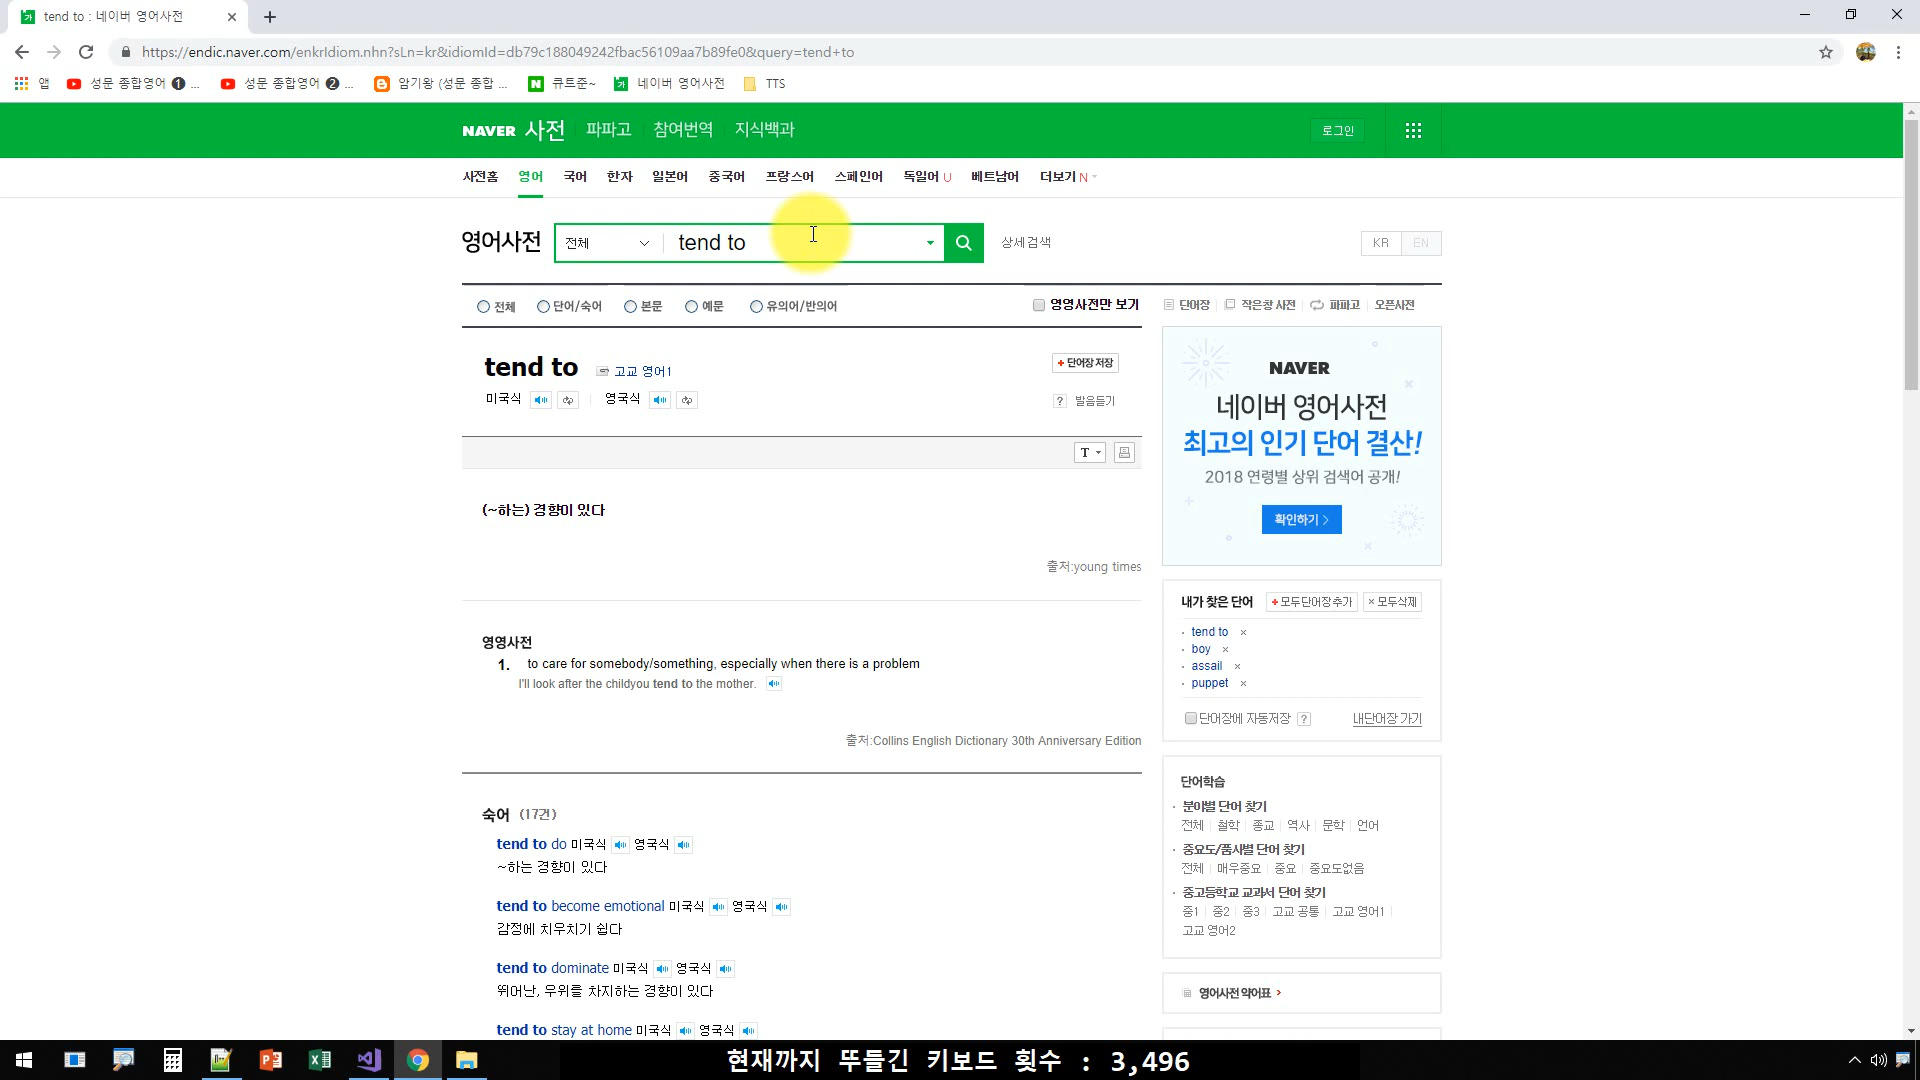 tend to : 네이버 영어사전
https://endic.naver.com/enkrIdiom.nhn?sLn=kr&idiomId=db79c188049242fbac56109aa7b89fe0&query=tend+to
앱 성문 종합영어 ❶ ... 성문 종합영어 ❷ ... 암기왕 (성문 종합 ... 큐트준~ 네이버 영어사전 TTS
NAVER 사전 파파고 참여번역 지식백과 로그인
사전홈 영어 국어 한자 일본어 중국어 프랑스어 스페인어 독일어 U 베트남어 더보기 N
영어사전 전체 tend to 상세검색 KR EN
전체 단어/숙어 본문 예문 유의어/반의어 영영사전만 보기
단어장 작은창 사전 파파고 오픈사전
tend to 고교 영어1 +단어장 저장
미국식 영국식 ? 발음듣기
T
(~하는) 경향이 있다
출처:young times
영영사전
1. to care for somebody/something, especially when there is a problem
I'll look after the childyou tend to the mother.
출처:Collins English Dictionary 30th Anniversary Edition
숙어 (17건)
tend to do 미국식 영국식
~하는 경향이 있다
tend to become emotional 미국식 영국식
감정에 치우치기 쉽다
tend to dominate 미국식 영국식
뛰어난, 우위를 차지하는 경향이 있다
tend to stay at home 미국식 영국식
NAVER
네이버 영어사전
최고의 인기 단어 결산!
2018 연령별 상위 검색어 공개!
확인하기 >
내가 찾은 단어 +모두단어장추가 ×모두삭제
tend to ×
boy ×
assail ×
puppet ×
단어장에 자동저장 ? 내단어장 가기
단어학습
분야별 단어 찾기
전체 철학 종교 역사 문학 언어
중요도/품사별 단어 찾기
전체 매우중요 중요 중요도없음
중고등학교 교과서 단어 찾기
중1 중2 중3 고교 공통 고교 영어1
고교 영어2
영어사전 약어표 >
현재까지 뚜들긴 키보드 횟수 : 3,496